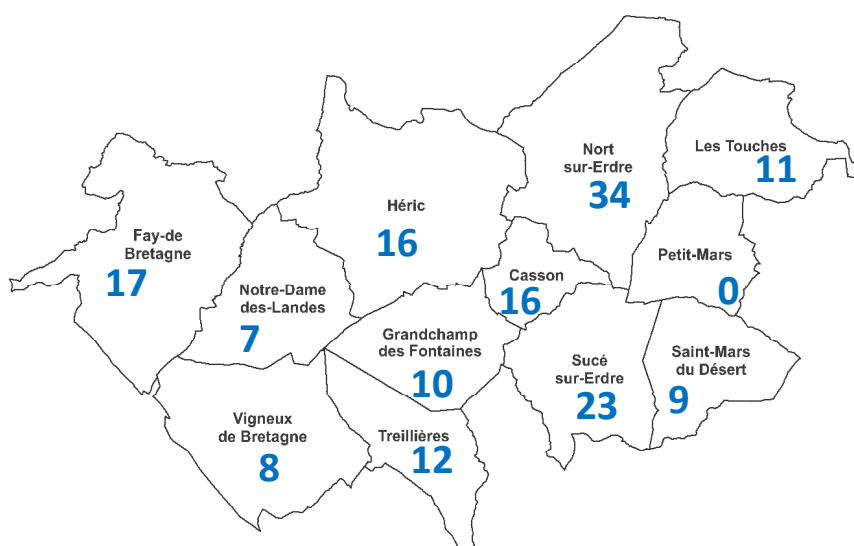 Nort
sur-Erdre
34
Les Touches
11
Héric
16
Fay-de
Bretagne
17
Petit-Mars
0
Casson
16
Notre-Dame
des-Landes
7
Grandchamp
des Fontaines
10
Sucé
sur-Erdre
23
Saint-Mars
du Désert
9
Vigneux
de Bretagne
8
Treillières
12